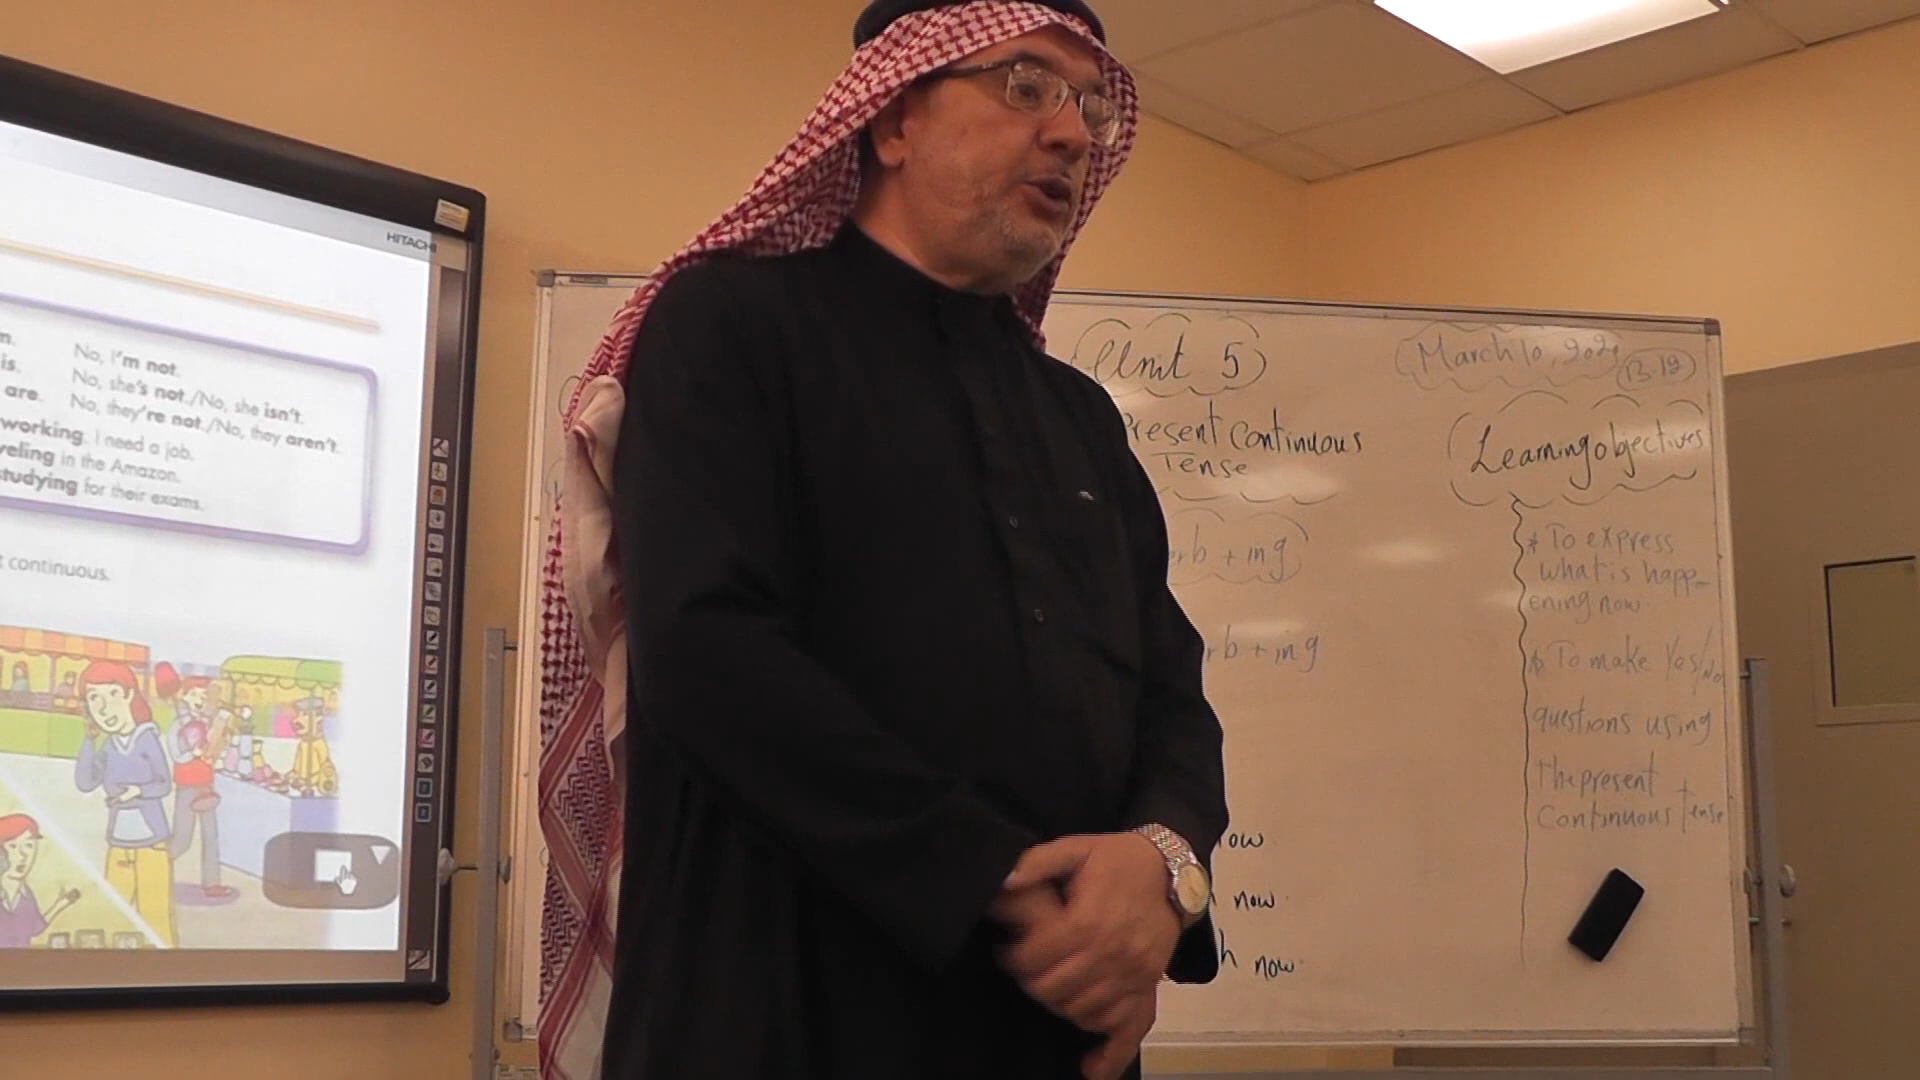 HITACHI
No, I'm not.
is. No, she's not./No, she isn't.
are. No, they're not./No, they aren't.
working. I need a job.
veling in the Amazon.
studying for their exams.
t continuous.
Unit 5
Present Continuous
Tense
rb + ing
rb + ing
ow
now
h now
March 10, 202
Learning objectives
* To express
what is happ-
ening now.
* To make Yes/No
questions using
the present
Continuous tense